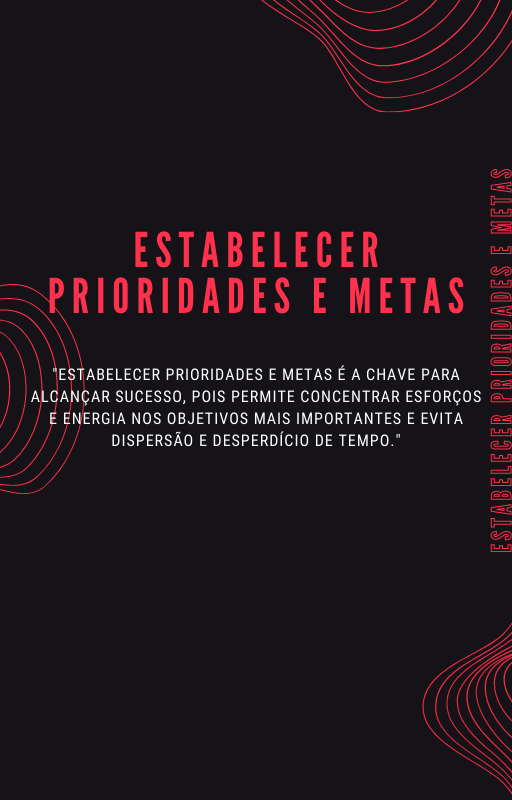 ESTABELECER
PRIORIDADES E METAS
"ESTABELECER PRIORIDADES E METAS É A CHAVE PARA
ALCANÇAR SUCESSO, POIS PERMITE CONCENTRAR ESFORÇOS
E ENERGIA NOS OBJETIVOS MAIS IMPORTANTES E EVITA
DISPERSÃO E DESPERDÍCIO DE TEMPO."
ESTABELECER PRIORIDADES E METAS